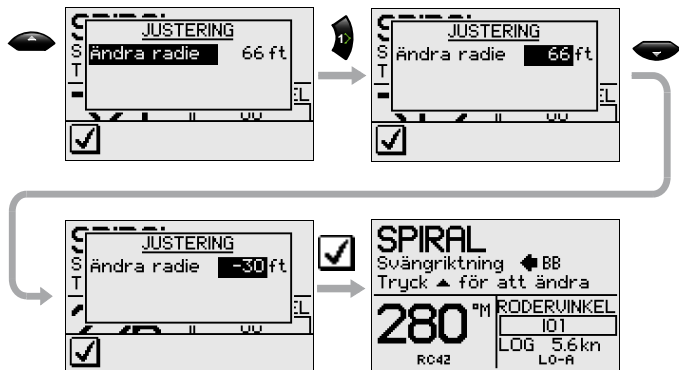 JUSTERING
Ändra radie 66 ft
1
JUSTERING
Ändra radie 66 ft
JUSTERING
Ändra radie -30 ft
SPIRAL
Svängriktning BB
Tryck ▲ för att ändra
280 °M
RC42
RODERVINKEL
101
LOG 5.6kn
LO-A